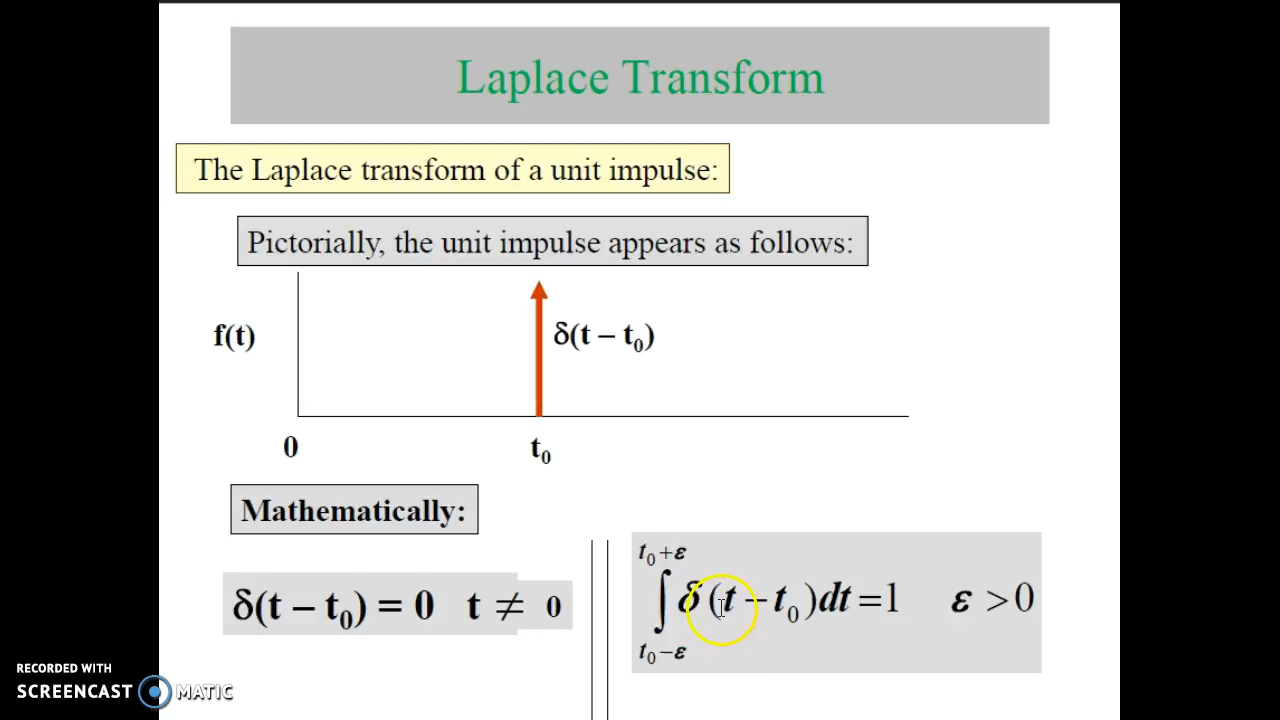 Laplace Transform
The Laplace transform of a unit impulse:
Pictorially, the unit impulse appears as follows:
f(t)
δ(t – t₀)
0
t₀
Mathematically:
δ(t – t₀) = 0 t ≠ 0
∫_{t₀−ε}^{t₀+ε} δ(t − t₀)dt = 1 ε > 0
RECORDED WITH
SCREENCAST MATIC